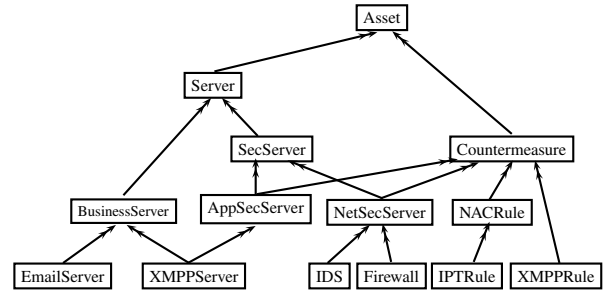 Asset
Server
SecServer
Countermeasure
BusinessServer
AppSecServer
NetSecServer
NACRule
EmailServer
XMPPServer
IDS
Firewall
IPTRule
XMPPRule